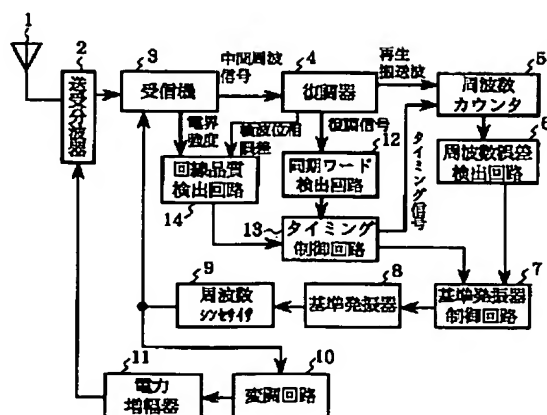 1
2
送受分波器
3
受信機
中間周波
信号
4
復調器
再生
搬送波
5
周波数
カウンタ
6
周波数誤差
検出回路
電界
強度
搬波位相
誤差
復調信号
タイミング
信号
回線品質
検出回路
14
12
同期ワード
検出回路
13
タイミング
制御回路
9
周波数
シンセサイザ
8
基準発振器
7
基準発振器
制御回路
11
電力
増幅器
10
変調回路